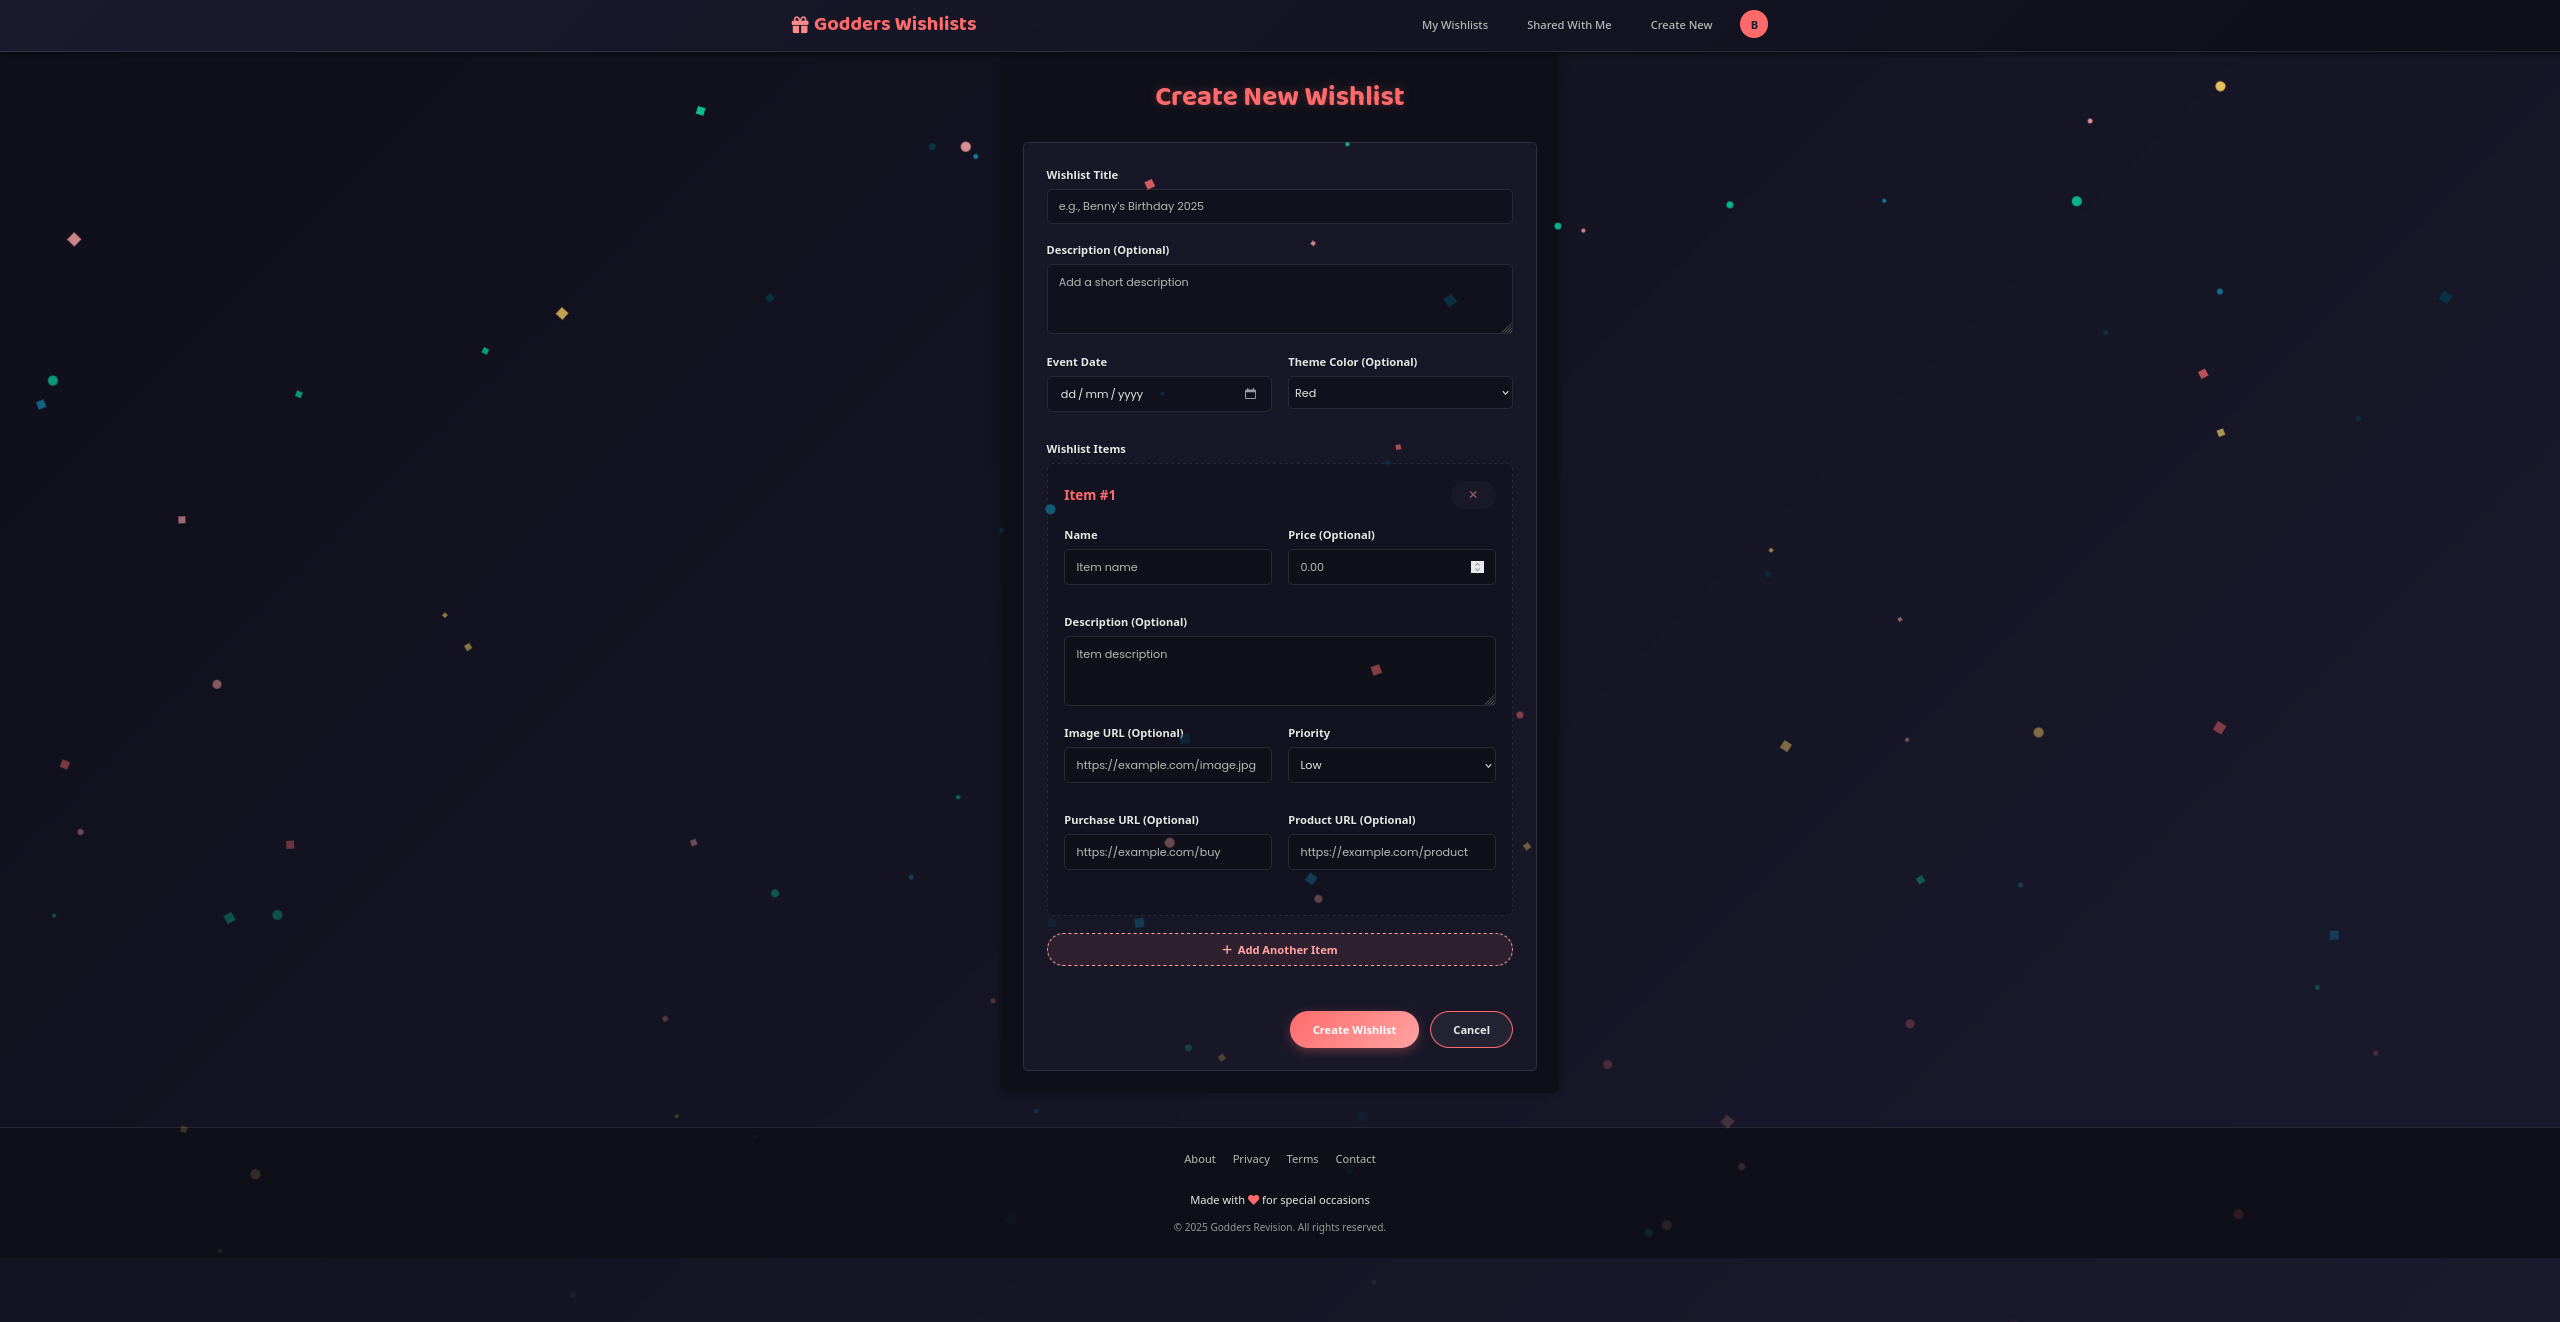 Godders Wishlists
My Wishlists Shared With Me Create New B
Create New Wishlist
Wishlist Title
e.g., Benny's Birthday 2025
Description (Optional)
Add a short description
Event Date Theme Color (Optional)
dd / mm / yyyy Red
Wishlist Items
Item #1
Name Price (Optional)
Item name 0.00
Description (Optional)
Item description
Image URL (Optional) Priority
https://example.com/image.jpg Low
Purchase URL (Optional) Product URL (Optional)
https://example.com/buy https://example.com/product
+ Add Another Item
Create Wishlist Cancel
About Privacy Terms Contact
Made with ❤ for special occasions
© 2025 Godders Revision. All rights reserved.